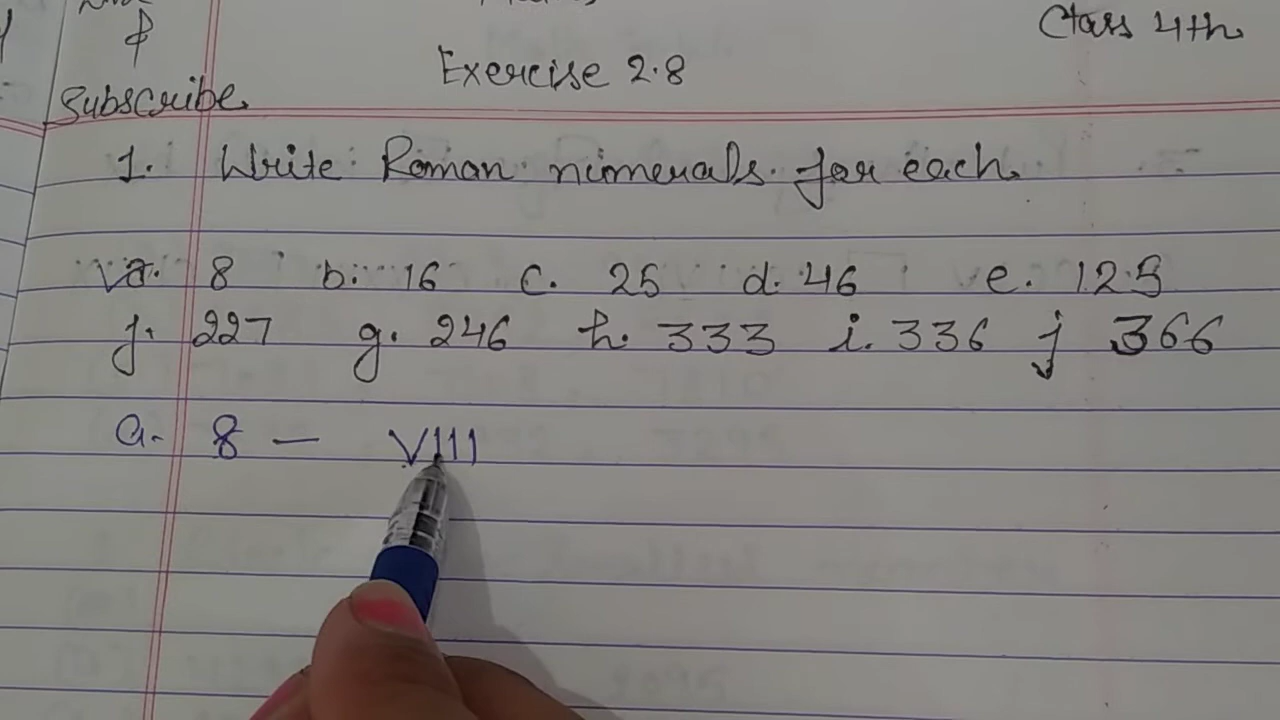 &
Class 4th
Exercise 2.8
Subscribe
1. Write Roman numerals for each.
a. 8 b. 16 c. 25 d. 46 e. 125
f. 227 g. 246 h. 333 i. 336 j 366
a. 8 — VIII